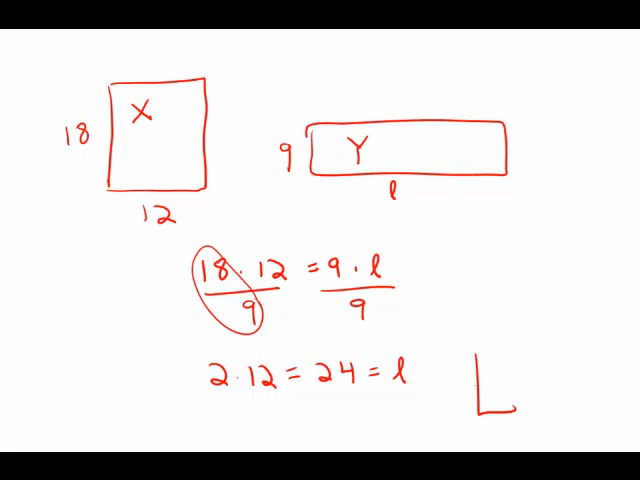 X
18
12
Y
9
l
18 · 12 = 9 · l
9 9
2 · 12 = 24 = l